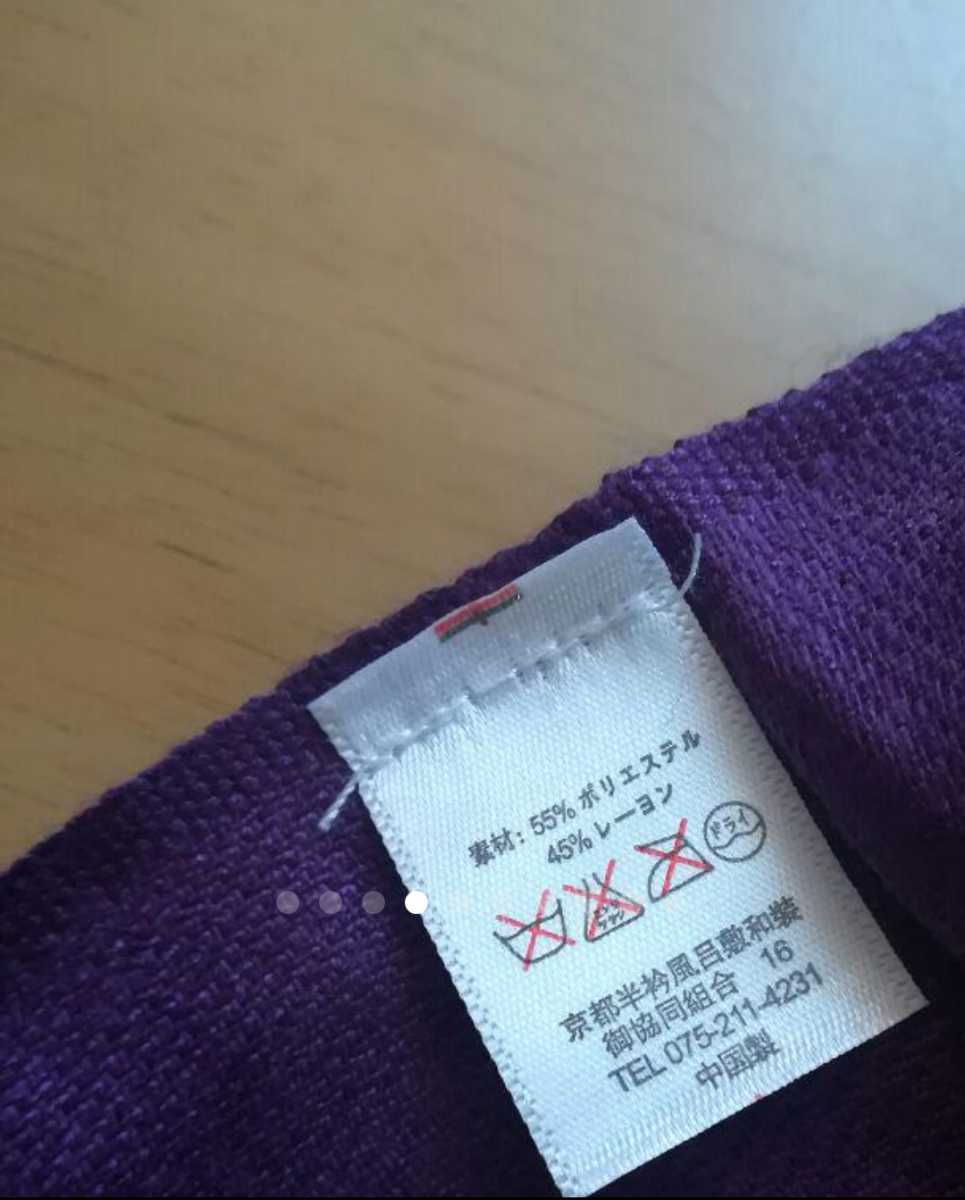 素材: 55% ポリエステル
45% レーヨン
ドライ
京都半衿風呂敷和装
御協同組合 16
TEL 075-211-4231
中国製